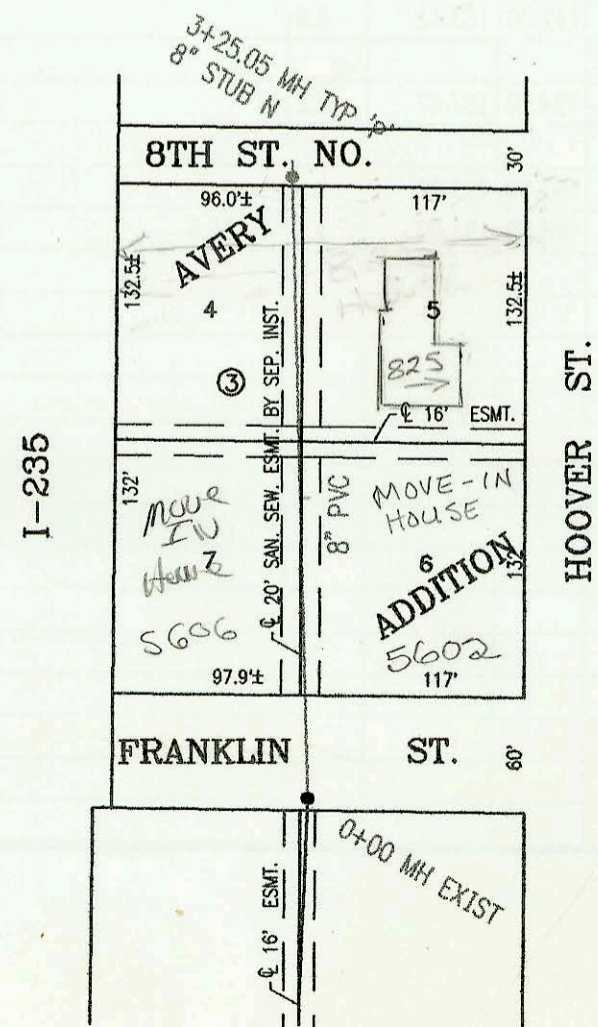 3+25.05 MH TYP 'P'
8" STUB N
8TH ST. NO.
30'
96.0'±
117'
AVERY
132.5±
132.5±
4
5
③
825
BY SEP. INST.
℄ 16' ESMT.
I-235
HOOVER ST.
132'
MOVE
IN
House
7
5606
℄ 20' SAN. SEW. ESMT.
8" PVC
MOVE-IN
HOUSE
6
132'
ADDITION
5602
97.9'±
117'
FRANKLIN ST.
60'
0+00 MH EXIST
℄ 16' ESMT.